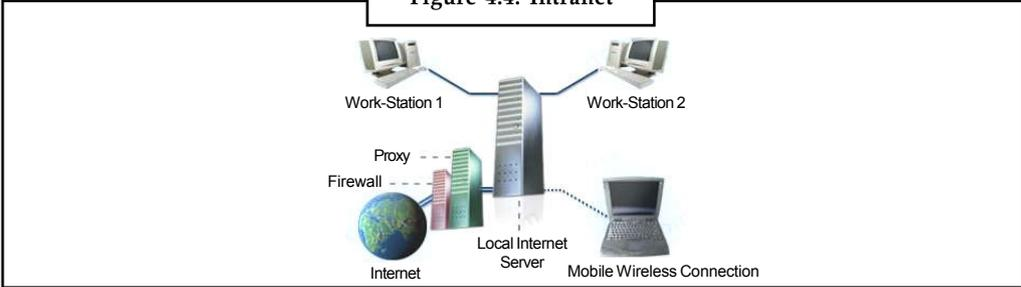 Figure 4.4: Intranet
Work-Station 1
Work-Station 2
Proxy
Firewall
Local Internet
Server
Internet
Mobile Wireless Connection